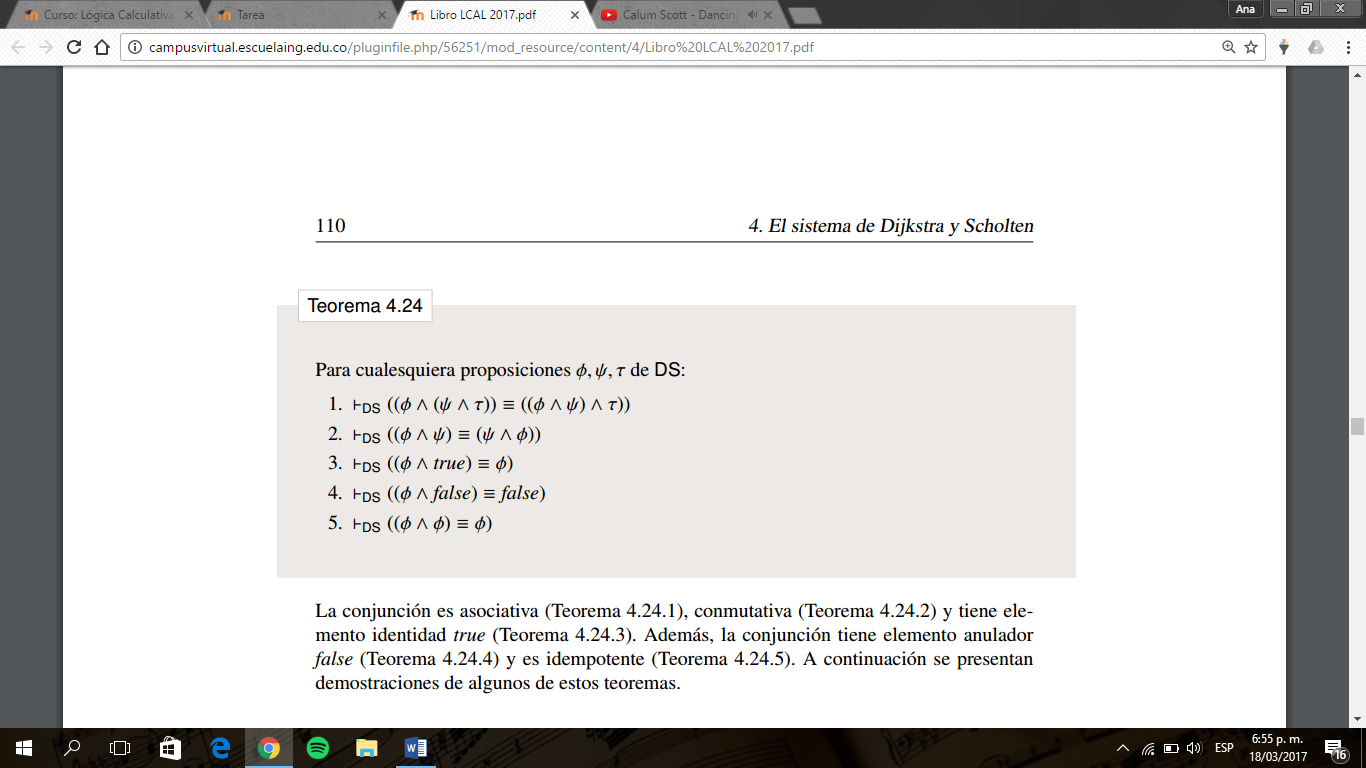 Curso: Lógica Calculativa
Tarea
Libro LCAL 2017.pdf
Calum Scott - Dancing
Ana
campusvirtual.escuelaing.edu.co/pluginfile.php/56251/mod_resource/content/4/Libro%20LCAL%202017.pdf
110
4. El sistema de Dijkstra y Scholten
Teorema 4.24
Para cualesquiera proposiciones ϕ, ψ, τ de DS:
1. ⊢DS ((ϕ ∧ (ψ ∧ τ)) ≡ ((ϕ ∧ ψ) ∧ τ))
2. ⊢DS ((ϕ ∧ ψ) ≡ (ψ ∧ ϕ))
3. ⊢DS ((ϕ ∧ true) ≡ ϕ)
4. ⊢DS ((ϕ ∧ false) ≡ false)
5. ⊢DS ((ϕ ∧ ϕ) ≡ ϕ)
La conjunción es asociativa (Teorema 4.24.1), conmutativa (Teorema 4.24.2) y tiene ele-
mento identidad true (Teorema 4.24.3). Además, la conjunción tiene elemento anulador
false (Teorema 4.24.4) y es idempotente (Teorema 4.24.5). A continuación se presentan
demostraciones de algunos de estos teoremas.
ESP
6:55 p. m.
18/03/2017
16